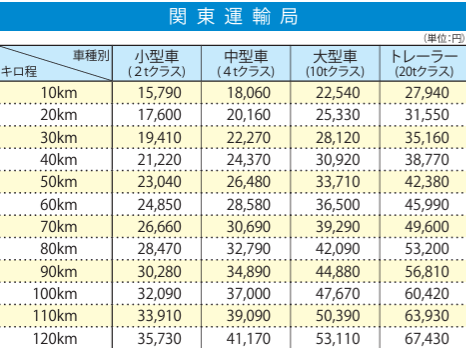 関東運輸局
(単位:円)
車種別 小型車 中型車 大型車 トレーラー
キロ程 (2tクラス) (4tクラス) (10tクラス) (20tクラス)
10km 15,790 18,060 22,540 27,940
20km 17,600 20,160 25,330 31,550
30km 19,410 22,270 28,120 35,160
40km 21,220 24,370 30,920 38,770
50km 23,040 26,480 33,710 42,380
60km 24,850 28,580 36,500 45,990
70km 26,660 30,690 39,290 49,600
80km 28,470 32,790 42,090 53,200
90km 30,280 34,890 44,880 56,810
100km 32,090 37,000 47,670 60,420
110km 33,910 39,090 50,390 63,930
120km 35,730 41,170 53,110 67,430